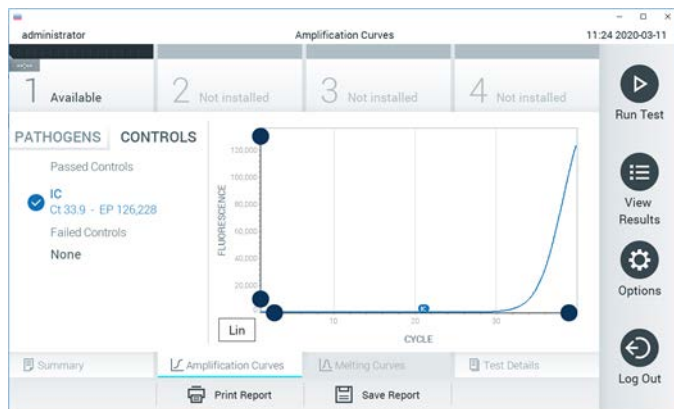 administrator
Amplification Curves
11:24 2020-03-11
1 Available
2 Not installed
3 Not installed
4 Not installed
Run Test
PATHOGENS
CONTROLS
Passed Controls
IC
Ct 33.9 - EP 126,228
Failed Controls
None
FLUORESCENCE
120,000
100,000
80,000
60,000
40,000
20,000
0
IC
10
20
30
CYCLE
Lin
View
Results
Options
Log Out
Summary
Amplification Curves
Melting Curves
Test Details
Print Report
Save Report